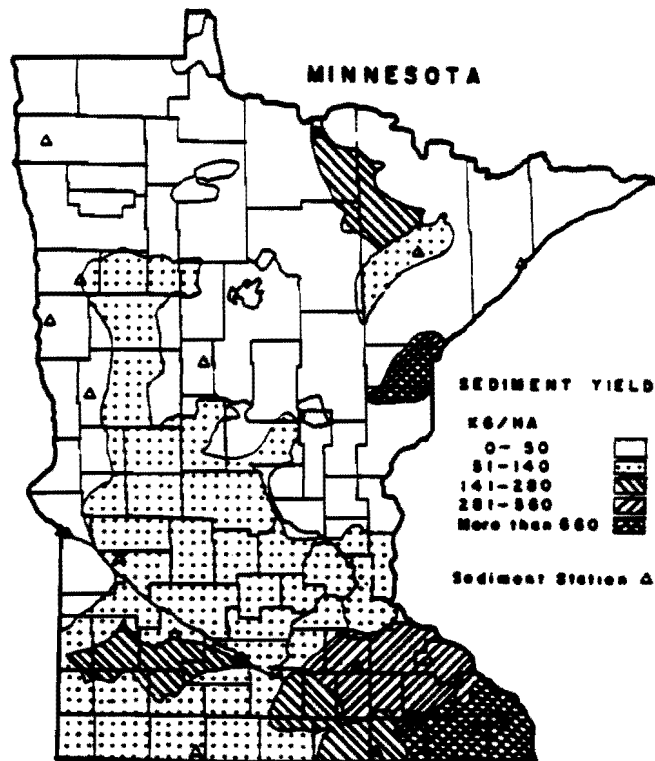 MINNESOTA
SEDIMENT YIELD
KG/HA
0- 50
51-140
141-280
281-560
More than 560
Sediment Station